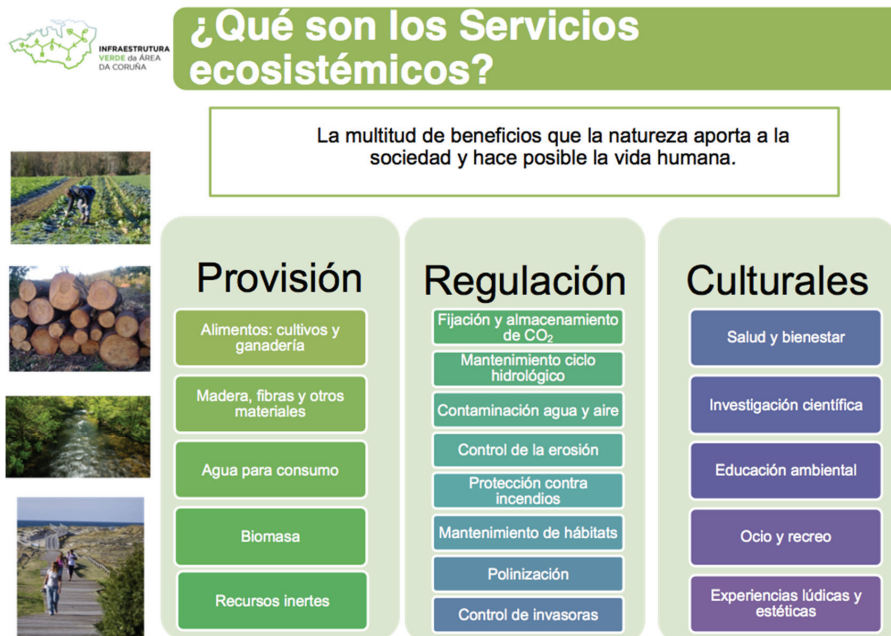 INFRAESTRUTURA
VERDE da ÁREA
DA CORUÑA
¿Qué son los Servicios
ecosistémicos?
La multitud de beneficios que la natureza aporta a la
sociedad y hace posible la vida humana.
Provisión
Alimentos: cultivos y
ganadería
Madera, fibras y otros
materiales
Agua para consumo
Biomasa
Recursos inertes
Regulación
Fijación y almacenamiento
de CO₂
Mantenimiento ciclo
hidrológico
Contaminación agua y aire
Control de la erosión
Protección contra
incendios
Mantenimiento de hábitats
Polinización
Control de invasoras
Culturales
Salud y bienestar
Investigación científica
Educación ambiental
Ocio y recreo
Experiencias lúdicas y
estéticas